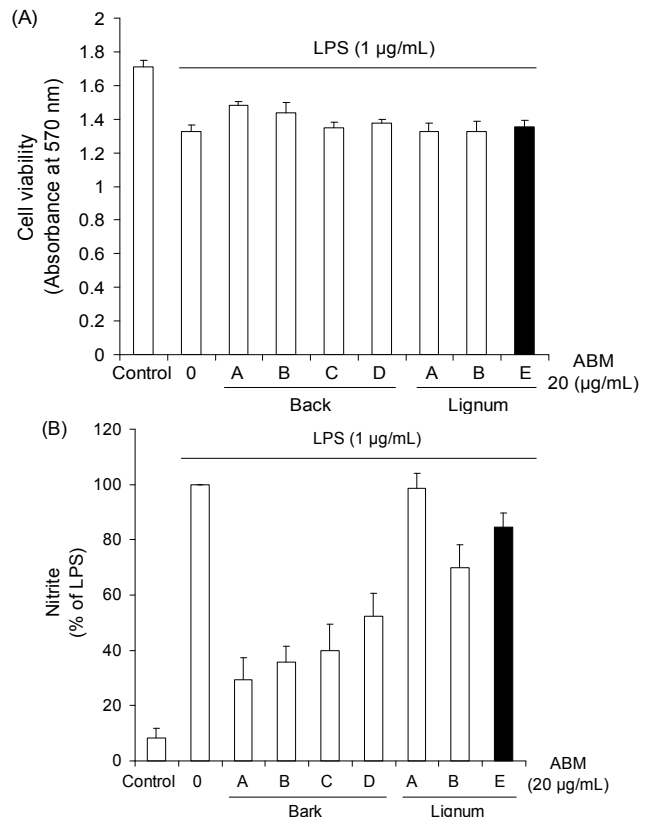 (A)
LPS (1 µg/mL)
Cell viability
(Absorbance at 570 nm)
2
1.8
1.6
1.4
1.2
1
0.8
0.6
0.4
0.2
0
Control 0 A B C D A B E
ABM
20 (µg/mL)
Back Lignum
(B)
LPS (1 µg/mL)
Nitrite
(% of LPS)
120
100
80
60
40
20
0
Control 0 A B C D A B E
ABM
(20 µg/mL)
Bark Lignum